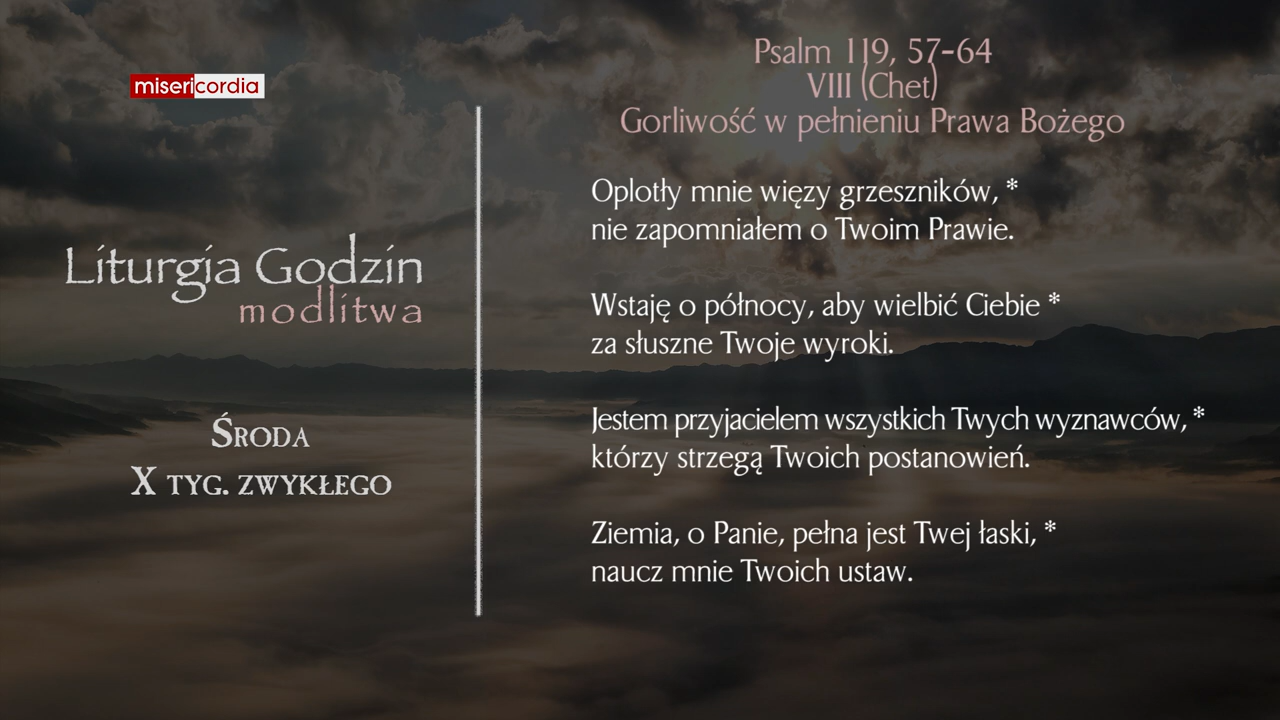 misericordia
Liturgia Godzin
modlitwa
Środa
X tyg. zwykłego
Psalm 119, 57-64
VIII (Chet)
Gorliwość w pełnieniu Prawa Bożego
Oplotły mnie więzy grzeszników, *
nie zapomniałem o Twoim Prawie.
Wstaję o północy, aby wielbić Ciebie *
za słuszne Twoje wyroki.
Jestem przyjacielem wszystkich Twych wyznawców, *
którzy strzegą Twoich postanowień.
Ziemia, o Panie, pełna jest Twej łaski, *
naucz mnie Twoich ustaw.